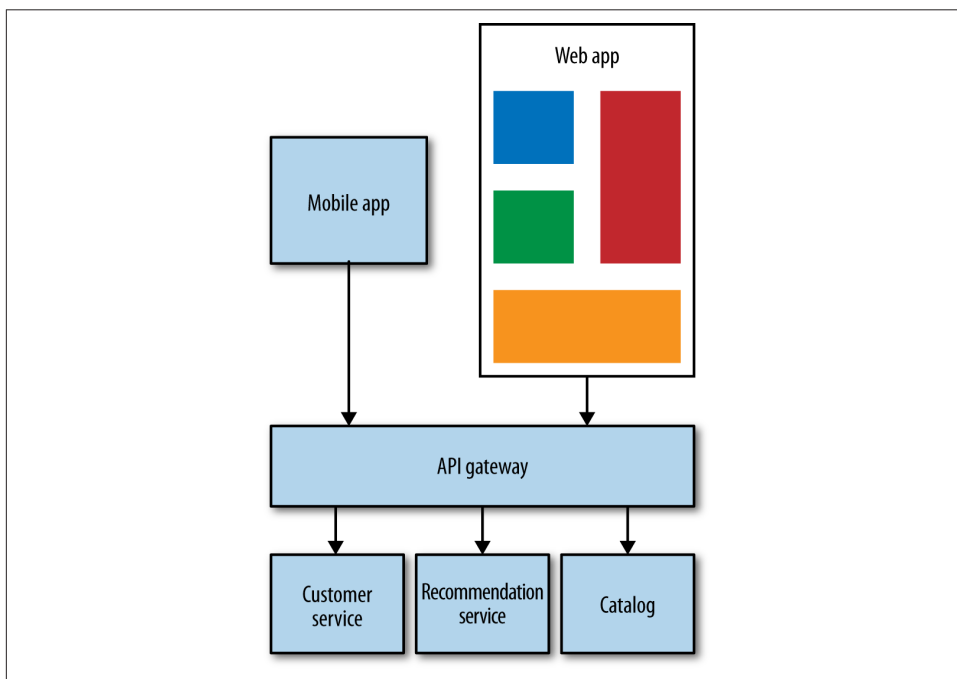 Web app
Mobile app
API gateway
Customer
service
Recommendation
service
Catalog